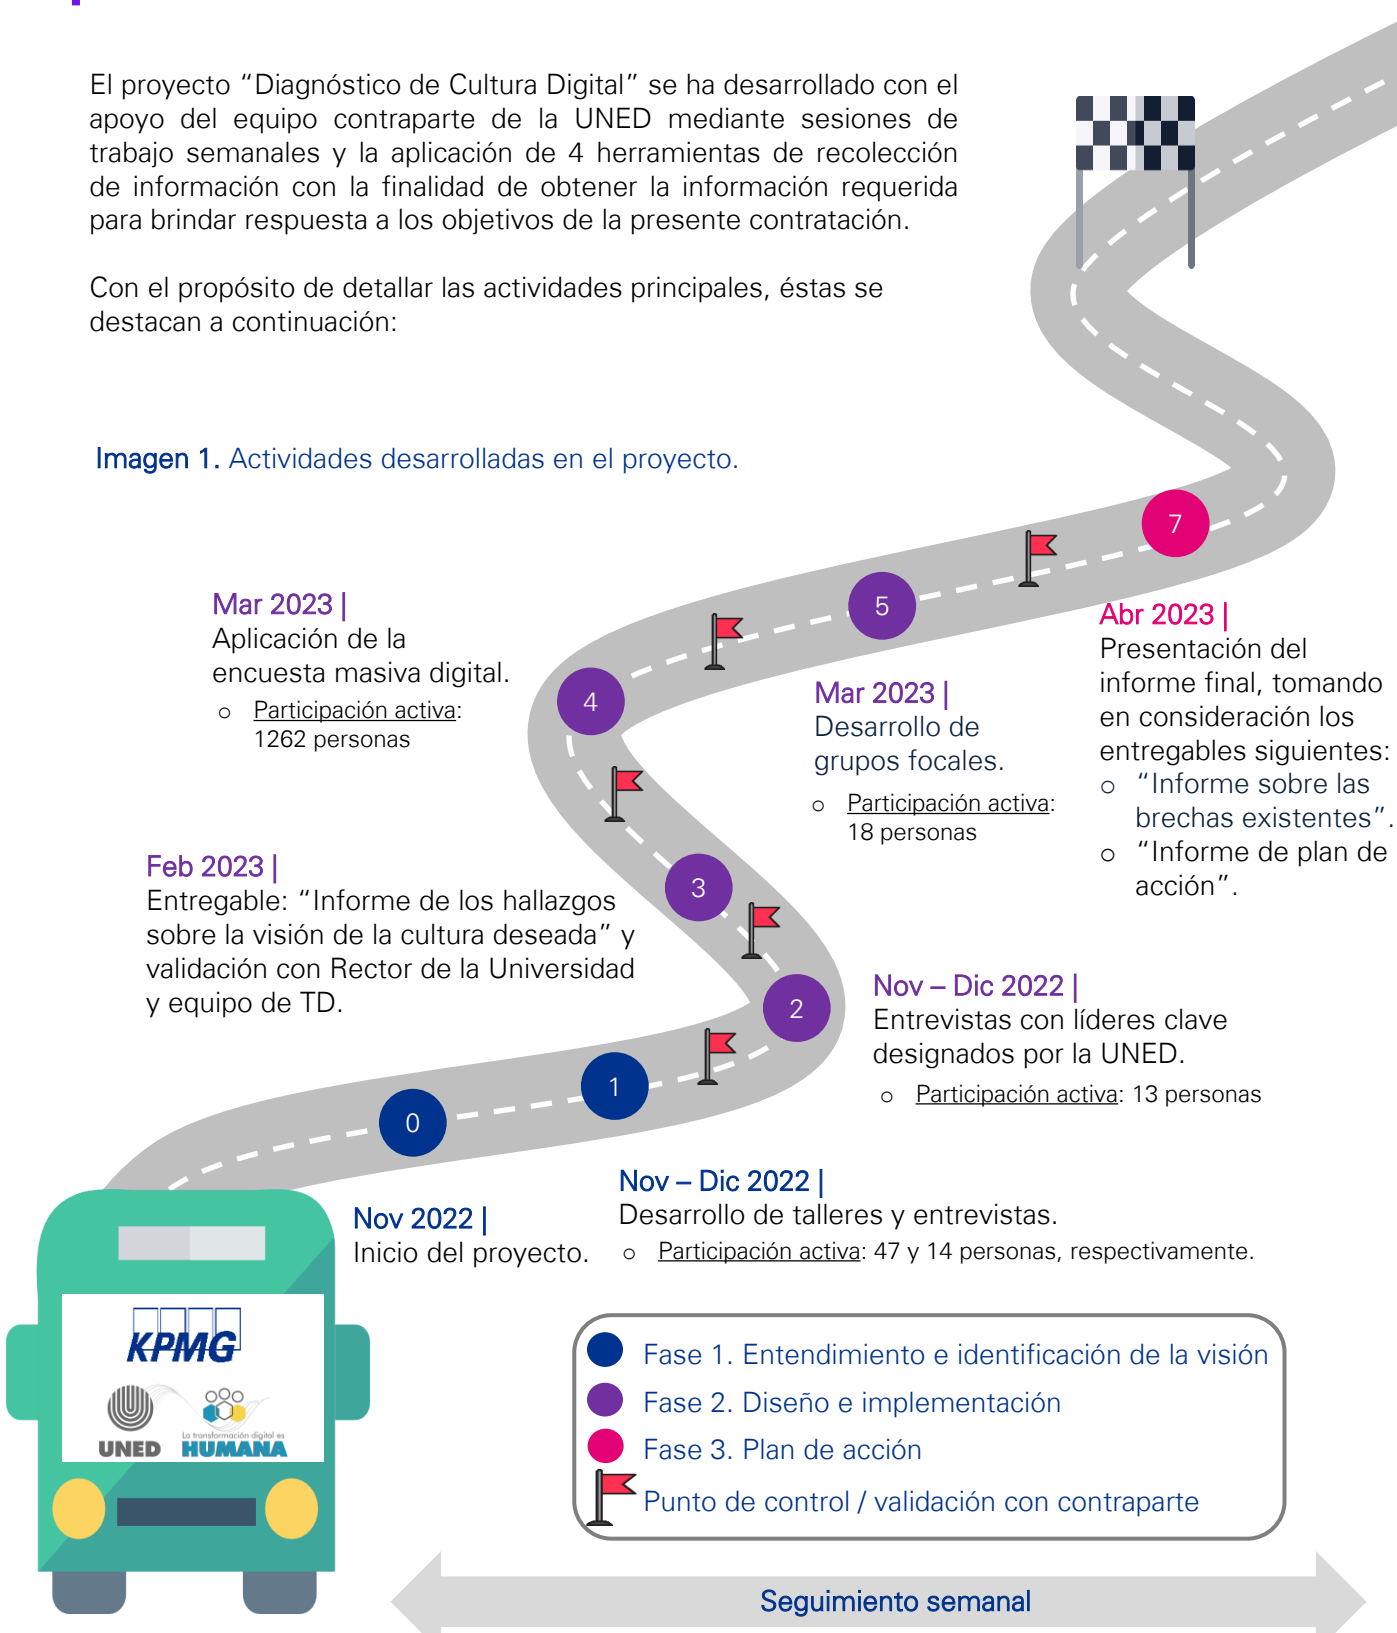 El proyecto “Diagnóstico de Cultura Digital” se ha desarrollado con el
apoyo del equipo contraparte de la UNED mediante sesiones de
trabajo semanales y la aplicación de 4 herramientas de recolección
de información con la finalidad de obtener la información requerida
para brindar respuesta a los objetivos de la presente contratación.
Con el propósito de detallar las actividades principales, éstas se
destacan a continuación:
Imagen 1. Actividades desarrolladas en el proyecto.
7
5
4
3
2
1
0
Mar 2023 |
Aplicación de la
encuesta masiva digital.
o Participación activa:
1262 personas
Mar 2023 |
Desarrollo de
grupos focales.
o Participación activa:
18 personas
Abr 2023 |
Presentación del
informe final, tomando
en consideración los
entregables siguientes:
o “Informe sobre las
brechas existentes”.
o “Informe de plan de
acción”.
Feb 2023 |
Entregable: “Informe de los hallazgos
sobre la visión de la cultura deseada” y
validación con Rector de la Universidad
y equipo de TD.
Nov – Dic 2022 |
Entrevistas con líderes clave
designados por la UNED.
o Participación activa: 13 personas
Nov 2022 |
Inicio del proyecto.
Nov – Dic 2022 |
Desarrollo de talleres y entrevistas.
o Participación activa: 47 y 14 personas, respectivamente.
KPMG
UNED
La transformación digital es
HUMANA
Fase 1. Entendimiento e identificación de la visión
Fase 2. Diseño e implementación
Fase 3. Plan de acción
Punto de control / validación con contraparte
Seguimiento semanal